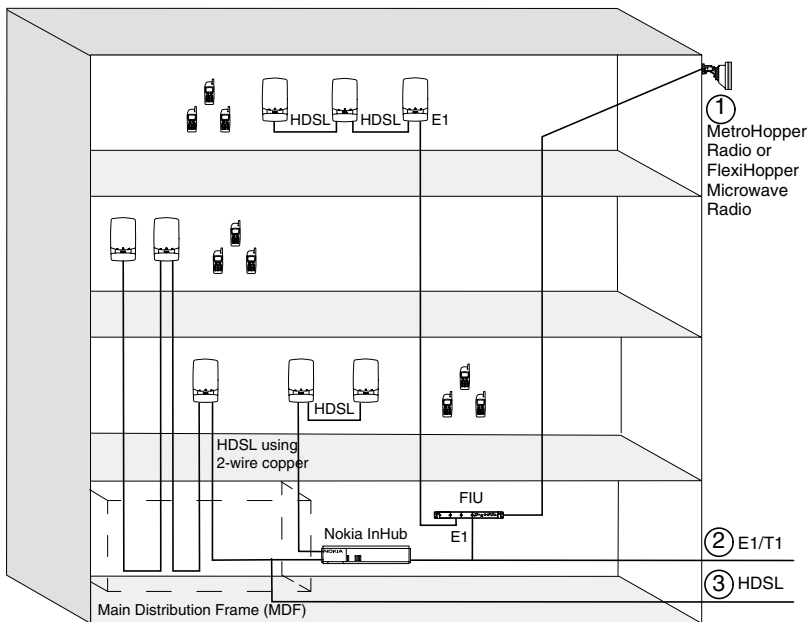 HDSL
HDSL
E1
1
MetroHopper
Radio or
FlexiHopper
Microwave
Radio
HDSL
HDSL using
2-wire copper
FIU
E1
Nokia InHub
NOKIA
2 E1/T1
3 HDSL
Main Distribution Frame (MDF)